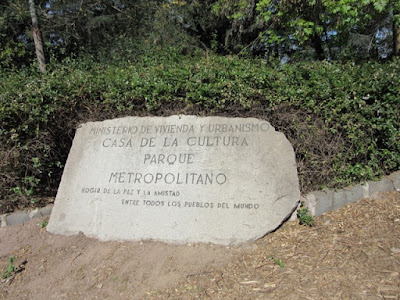 MINISTERIO DE VIVIENDA Y URBANISMO
CASA DE LA CULTURA
PARQUE
METROPOLITANO
HOGAR DE LA PAZ Y LA AMISTAD
ENTRE TODOS LOS PUEBLOS DEL MUNDO